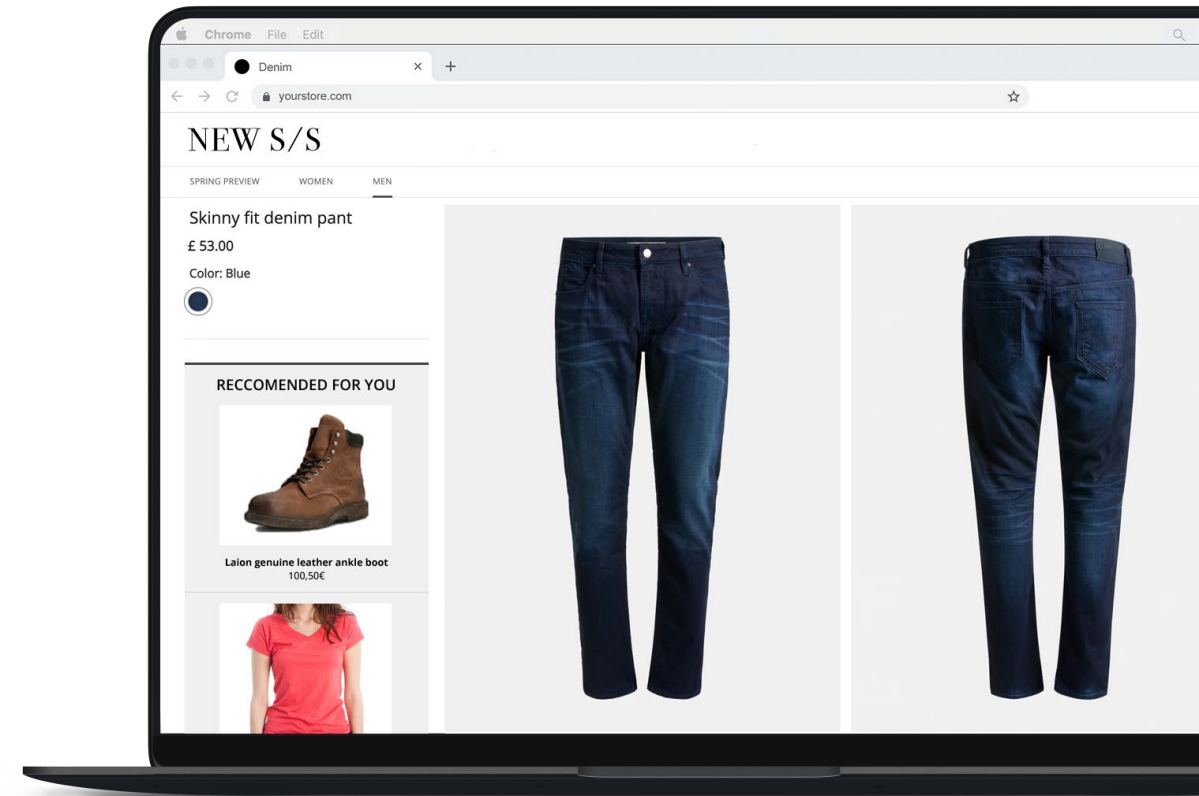 Chrome File Edit
Denim
yourstore.com
NEW S/S
SPRING PREVIEW WOMEN MEN
Skinny fit denim pant
£ 53.00
Color: Blue
RECCOMENDED FOR YOU
Laion genuine leather ankle boot
100,50€